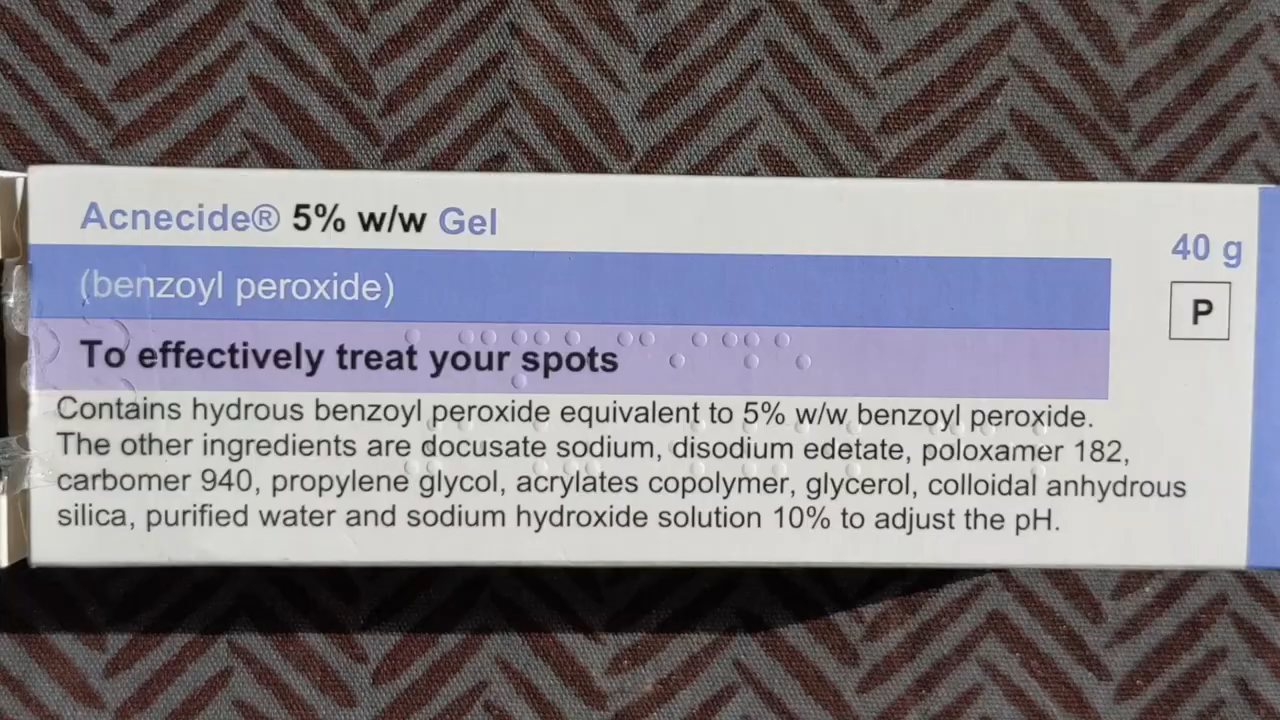 Acnecide® 5% w/w Gel
40 g
(benzoyl peroxide)
P
To effectively treat your spots
Contains hydrous benzoyl peroxide equivalent to 5% w/w benzoyl peroxide.
The other ingredients are docusate sodium, disodium edetate, poloxamer 182,
carbomer 940, propylene glycol, acrylates copolymer, glycerol, colloidal anhydrous
silica, purified water and sodium hydroxide solution 10% to adjust the pH.